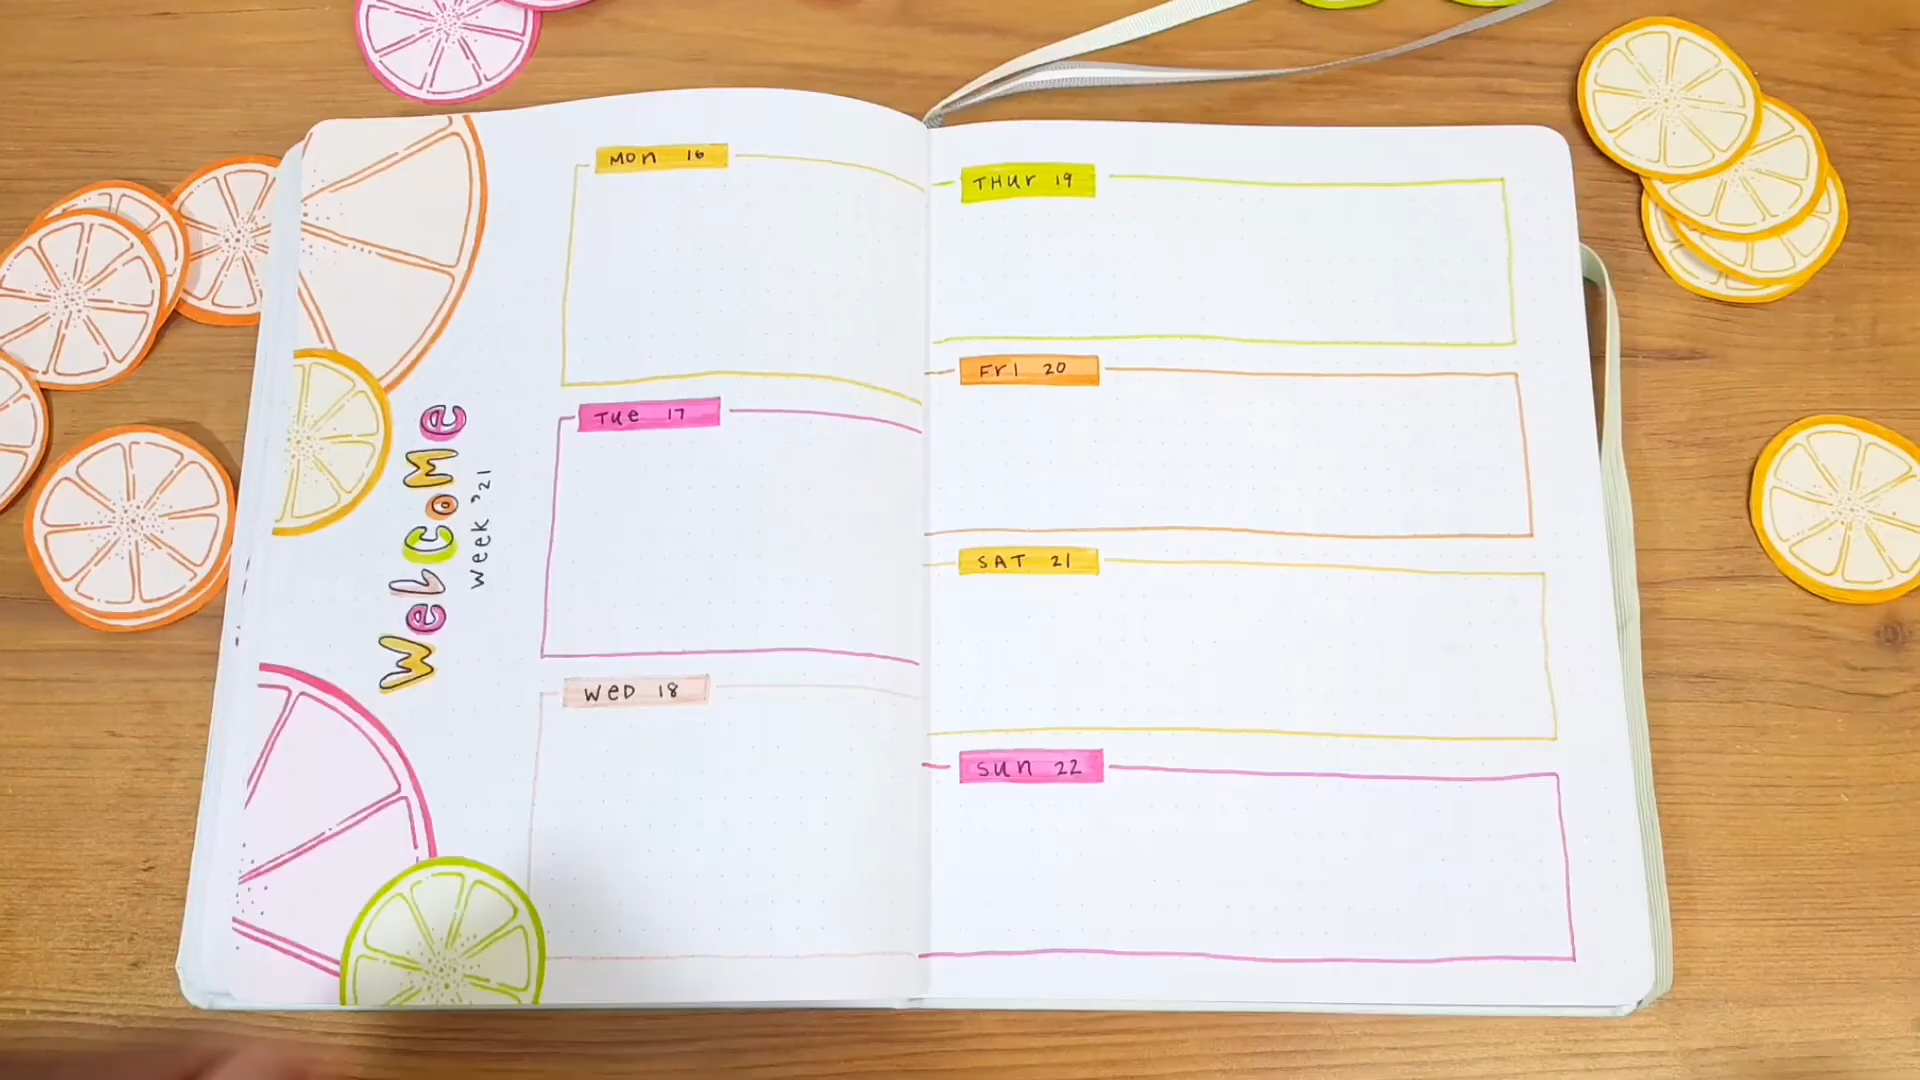 WeLCoMe
week '21
Mon 16
Tue 17
Wed 18
THur 19
Fri 20
SAT 21
Sun 22